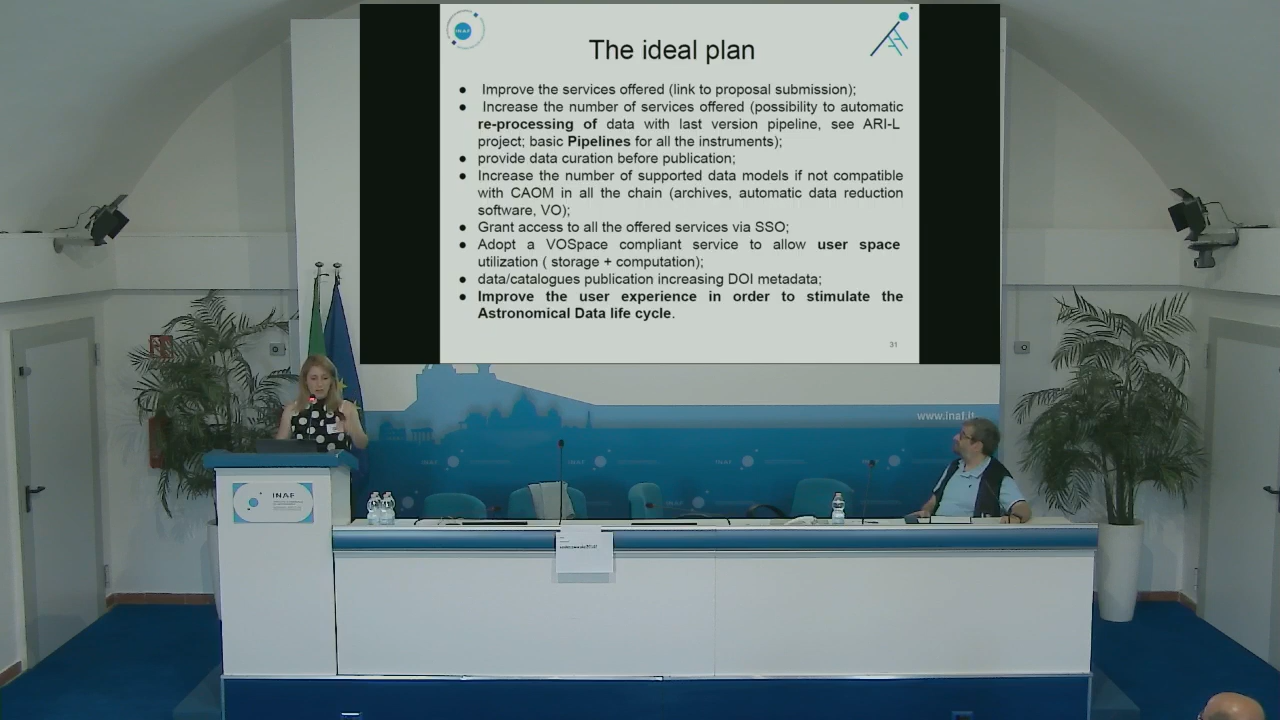 INAF
The ideal plan
● Improve the services offered (link to proposal submission);
● Increase the number of services offered (possibility to automatic
re-processing of data with last version pipeline, see ARI-L
project; basic Pipelines for all the instruments);
● provide data curation before publication;
● Increase the number of supported data models if not compatible
with CAOM in all the chain (archives, automatic data reduction
software, VO);
● Grant access to all the offered services via SSO;
● Adopt a VOSpace compliant service to allow user space
utilization ( storage + computation);
● data/catalogues publication increasing DOI metadata;
● Improve the user experience in order to stimulate the
Astronomical Data life cycle.
31
www.inaf.it
INAF
INAF
INAF
INAF
INAF